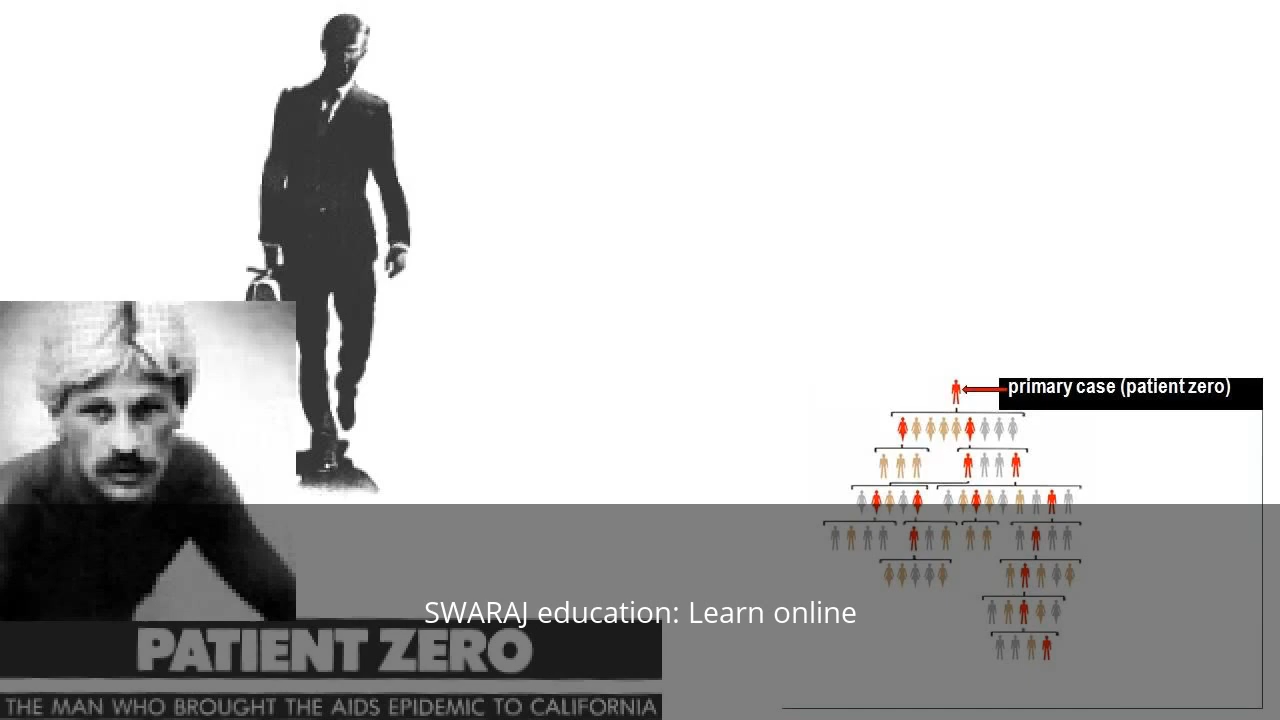 primary case (patient zero)
SWARAJ education: Learn online
PATIENT ZERO
THE MAN WHO BROUGHT THE AIDS EPIDEMIC TO CALIFORNIA